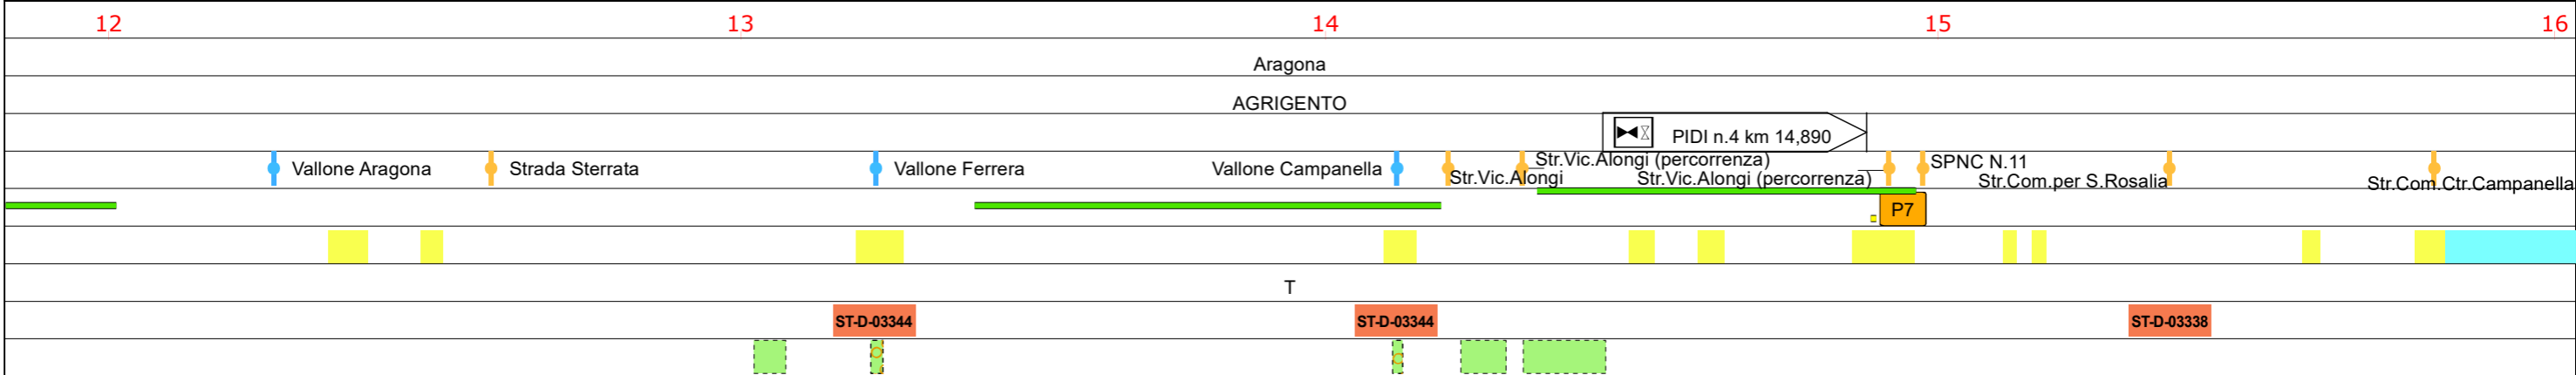 12 13 14 15 16
Aragona
AGRIGENTO
PIDI n.4 km 14,890
Vallone Aragona
Strada Sterrata
Vallone Ferrera
Vallone Campanella
Str.Vic.Alongi
Str.Vic.Alongi (percorrenza)
Str.Vic.Alongi (percorrenza)
SPNC N.11
Str.Com.per S.Rosalia
Str.Com.Ctr.Campanella
P7
T
ST-D-03344
ST-D-03344
ST-D-03338